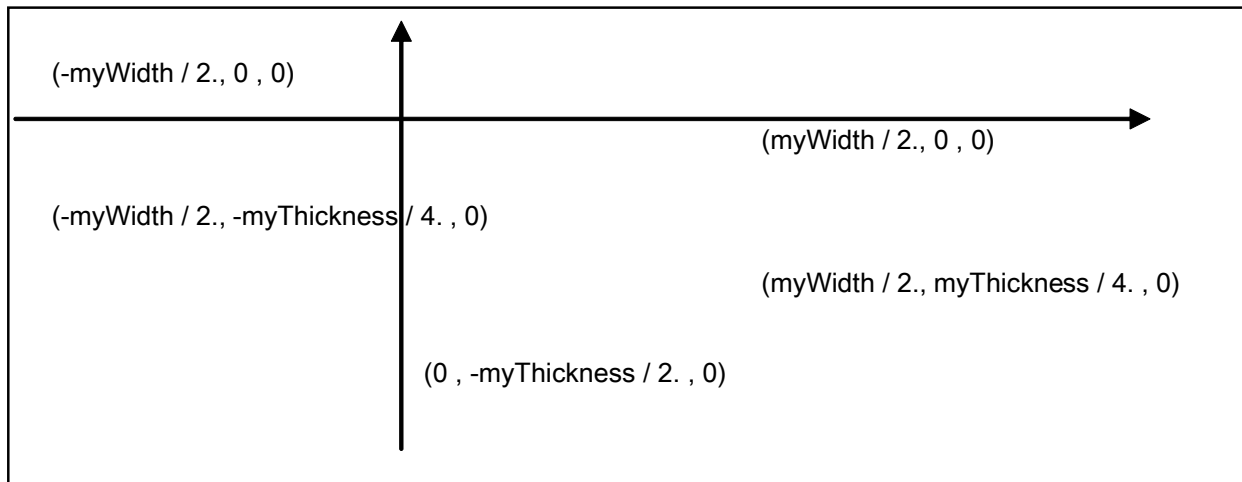 (-myWidth / 2., 0 , 0)
(myWidth / 2., 0 , 0)
(-myWidth / 2., -myThickness / 4. , 0)
(myWidth / 2., myThickness / 4. , 0)
(0 , -myThickness / 2. , 0)